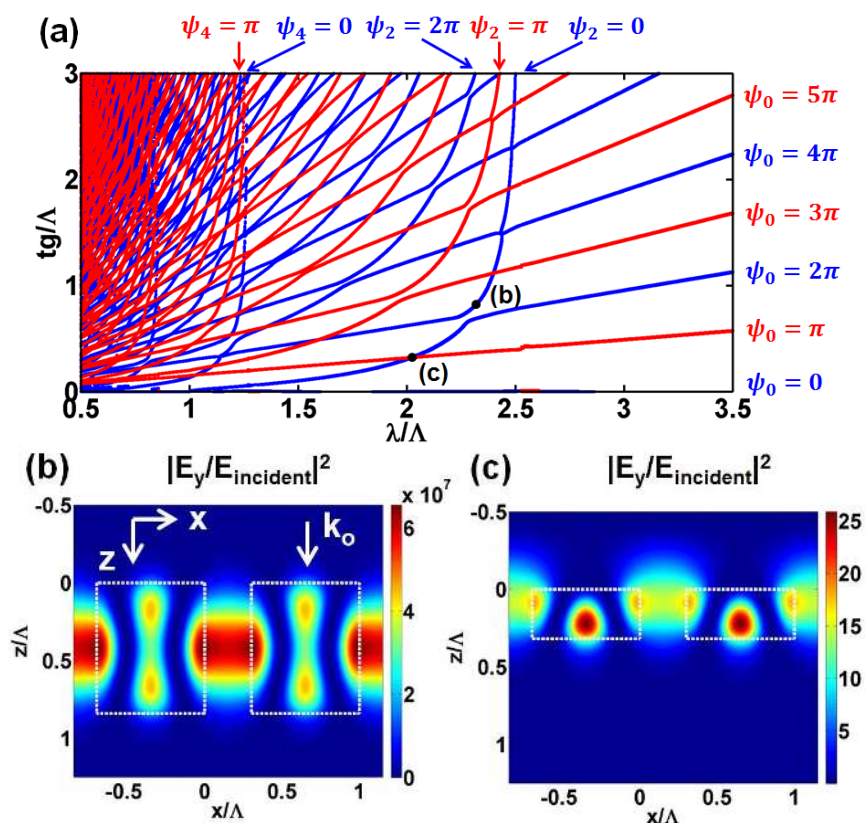 (a)
ψ₄ = π ψ₄ = 0 ψ₂ = 2π ψ₂ = π ψ₂ = 0
3
2
1
0
tg/Λ
0.5 1 1.5 2 2.5 3 3.5
λ/Λ
(b)
(c)
ψ₀ = 5π
ψ₀ = 4π
ψ₀ = 3π
ψ₀ = 2π
ψ₀ = π
ψ₀ = 0
(b) |Ey/Eincident|²
x 10⁷
-0.5
0
0.5
1
z/Λ
x
z
kₒ
-0.5 0 0.5 1
x/Λ
6
4
2
0
(c) |Ey/Eincident|²
-0.5
0
0.5
1
z/Λ
-0.5 0 0.5 1
x/Λ
25
20
15
10
5
0